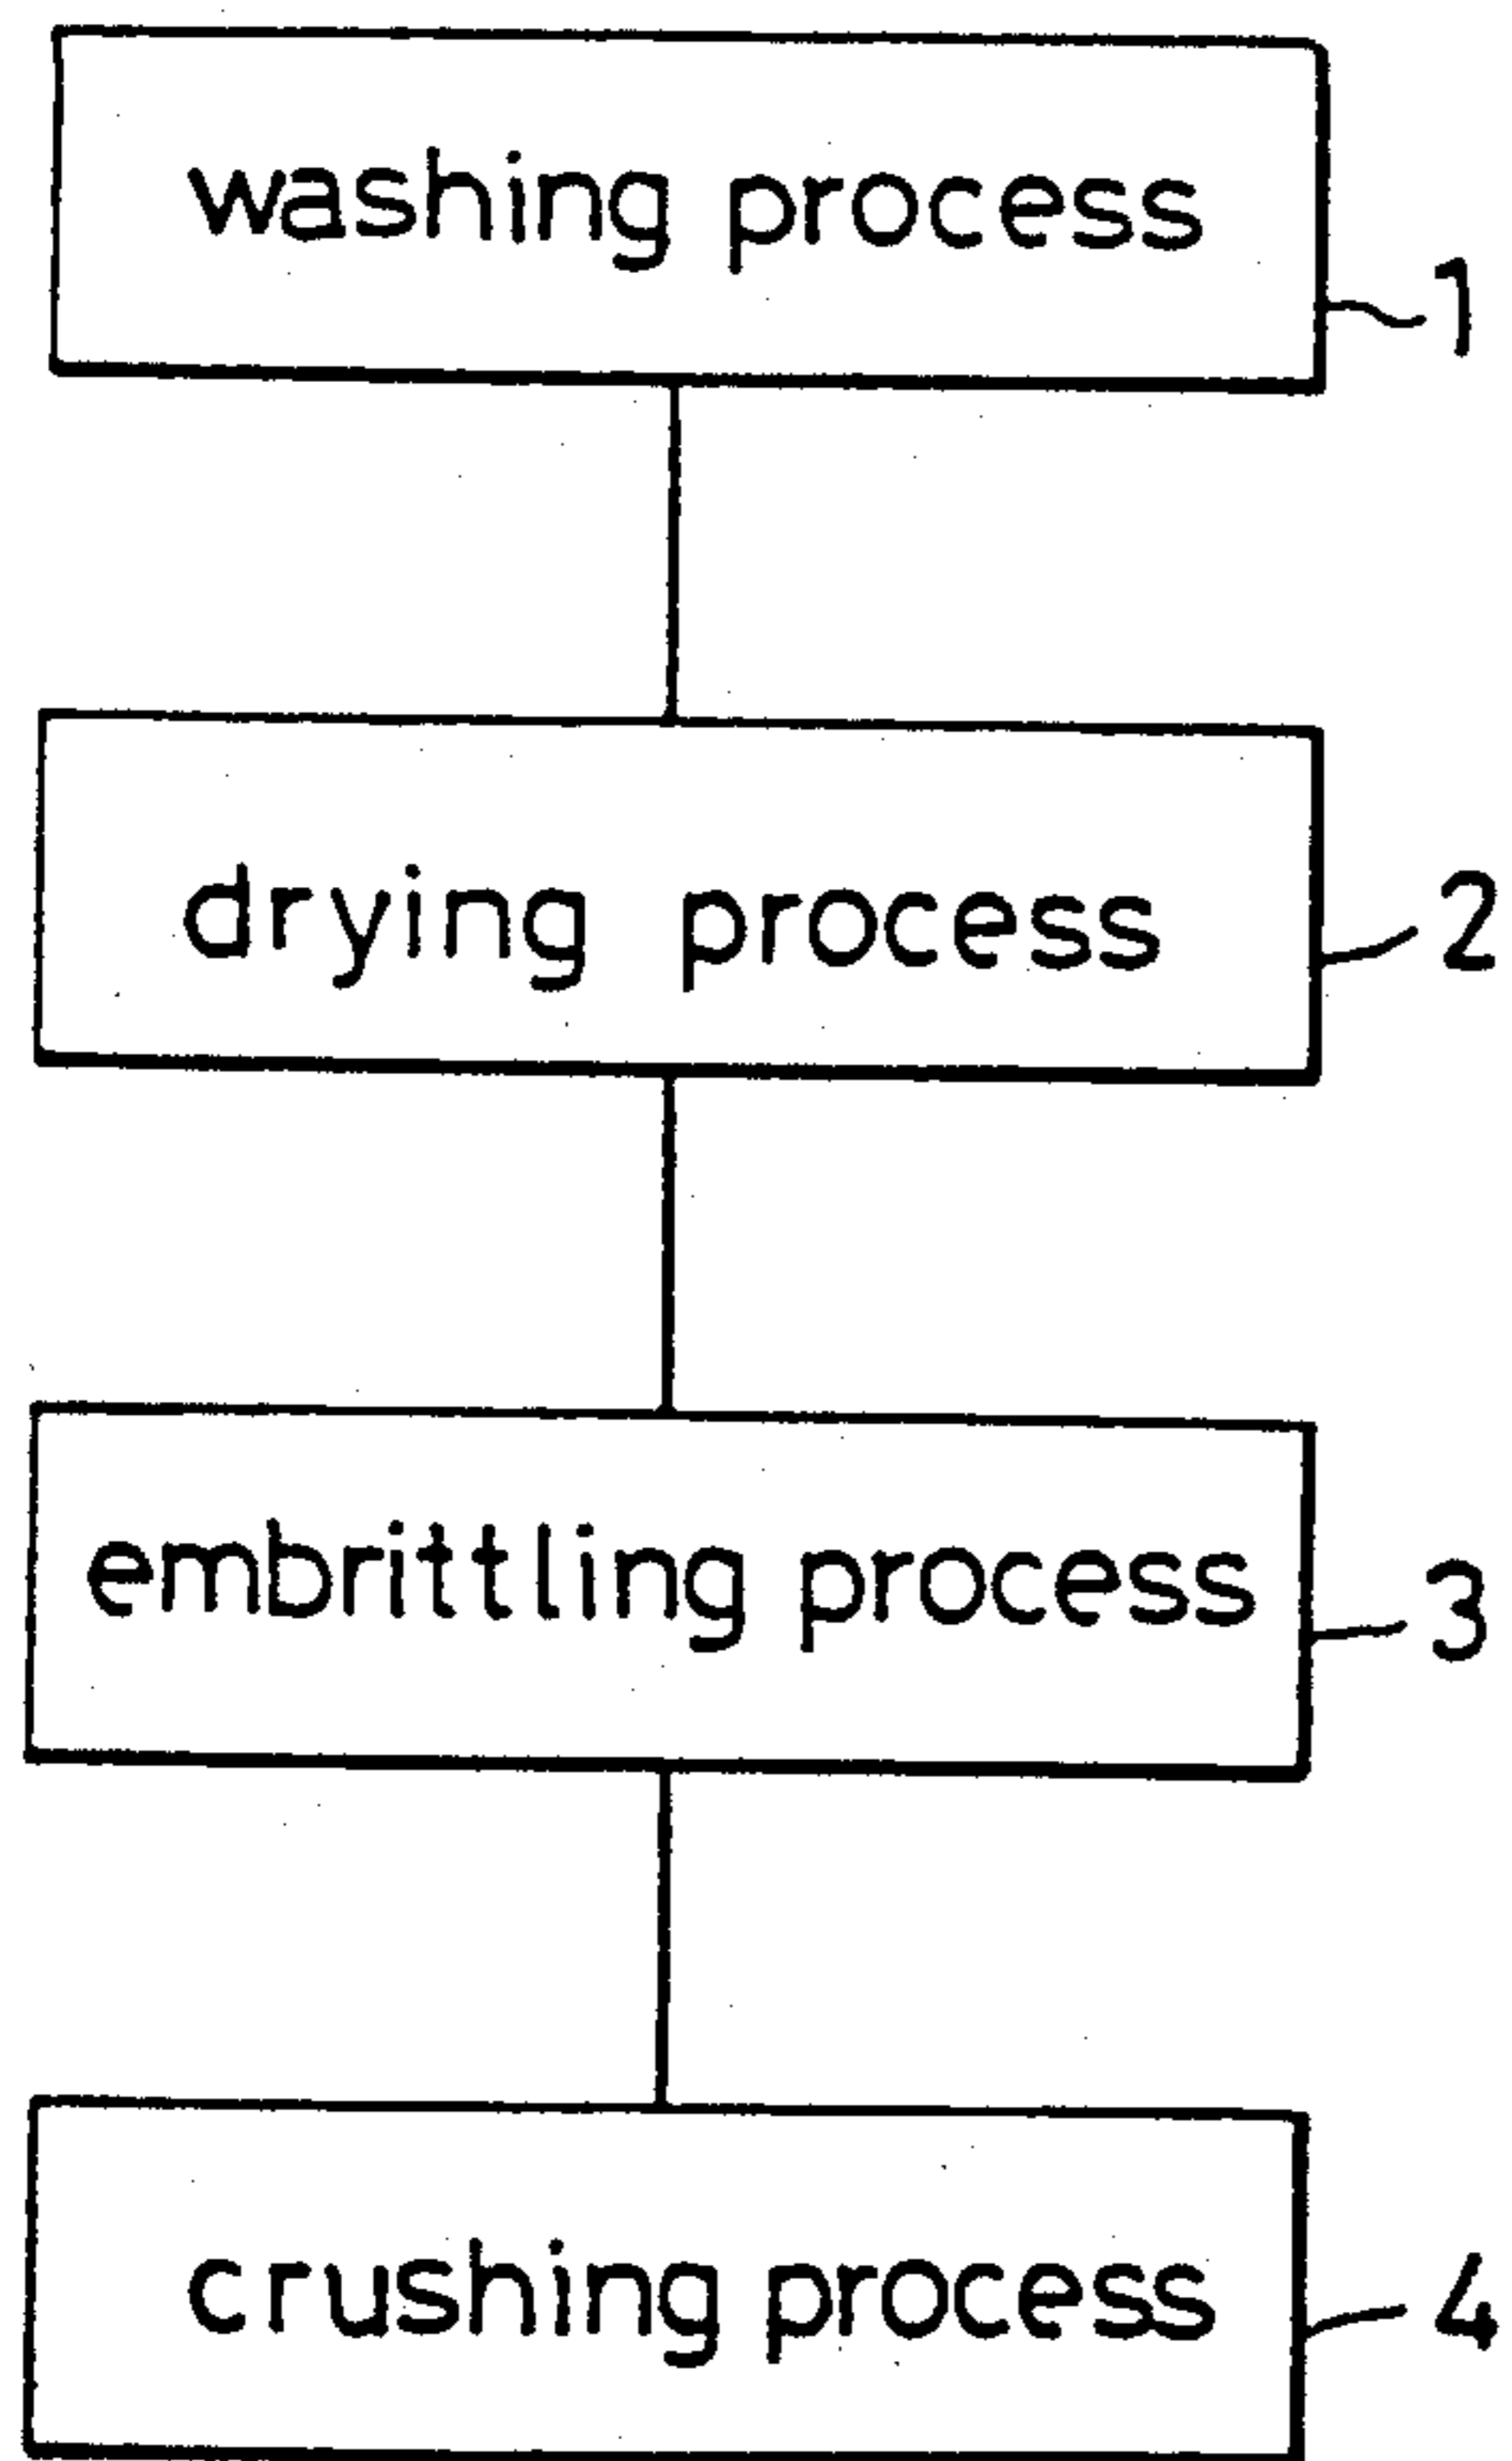 washing process
1
drying process
2
embrittling process
3
crushing process
4